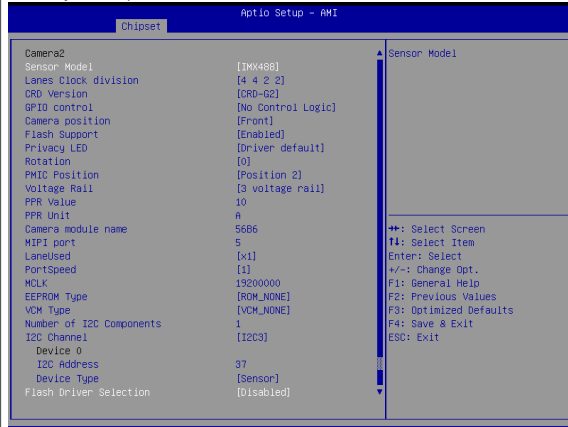 Aptio Setup – AMI
Chipset
Camera2
Sensor Model [IMX488]
Lanes Clock division [4 4 2 2]
CRD Version [CRD-G2]
GPIO control [No Control Logic]
Camera position [Front]
Flash Support [Enabled]
Privacy LED [Driver default]
Rotation [0]
PMIC Position [Position 2]
Voltage Rail [3 voltage rail]
PPR Value 10
PPR Unit A
Camera module name 56B6
MIPI port 5
LaneUsed [x1]
PortSpeed [1]
MCLK 19200000
EEPROM Type [ROM_NONE]
VCM Type [VCM_NONE]
Number of I2C Components 1
I2C Channel [I2C3]
Device 0
I2C Address 37
Device Type [Sensor]
Flash Driver Selection [Disabled]
Sensor Model
→←: Select Screen
↑↓: Select Item
Enter: Select
+/-: Change Opt.
F1: General Help
F2: Previous Values
F3: Optimized Defaults
F4: Save & Exit
ESC: Exit